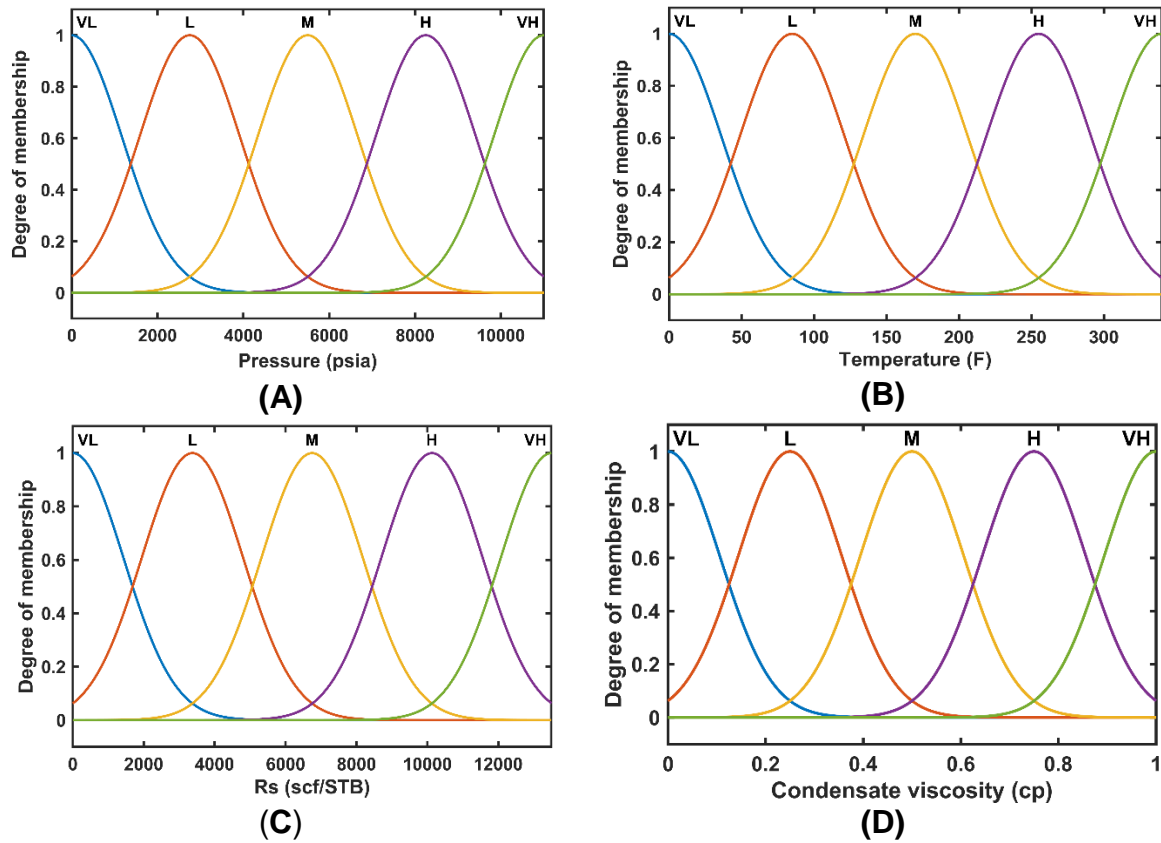 VL L M H VH
1
0.8
0.6
0.4
0.2
0
Degree of membership
0 2000 4000 6000 8000 10000
Pressure (psia)
(A)
VL L M H VH
1
0.8
0.6
0.4
0.2
0
Degree of membership
0 50 100 150 200 250 300
Temperature (F)
(B)
VL L M H VH
1
0.8
0.6
0.4
0.2
0
Degree of membership
0 2000 4000 6000 8000 10000 12000
Rs (scf/STB)
(C)
VL L M H VH
1
0.8
0.6
0.4
0.2
0
Degree of membership
0 0.2 0.4 0.6 0.8 1
Condensate viscosity (cp)
(D)